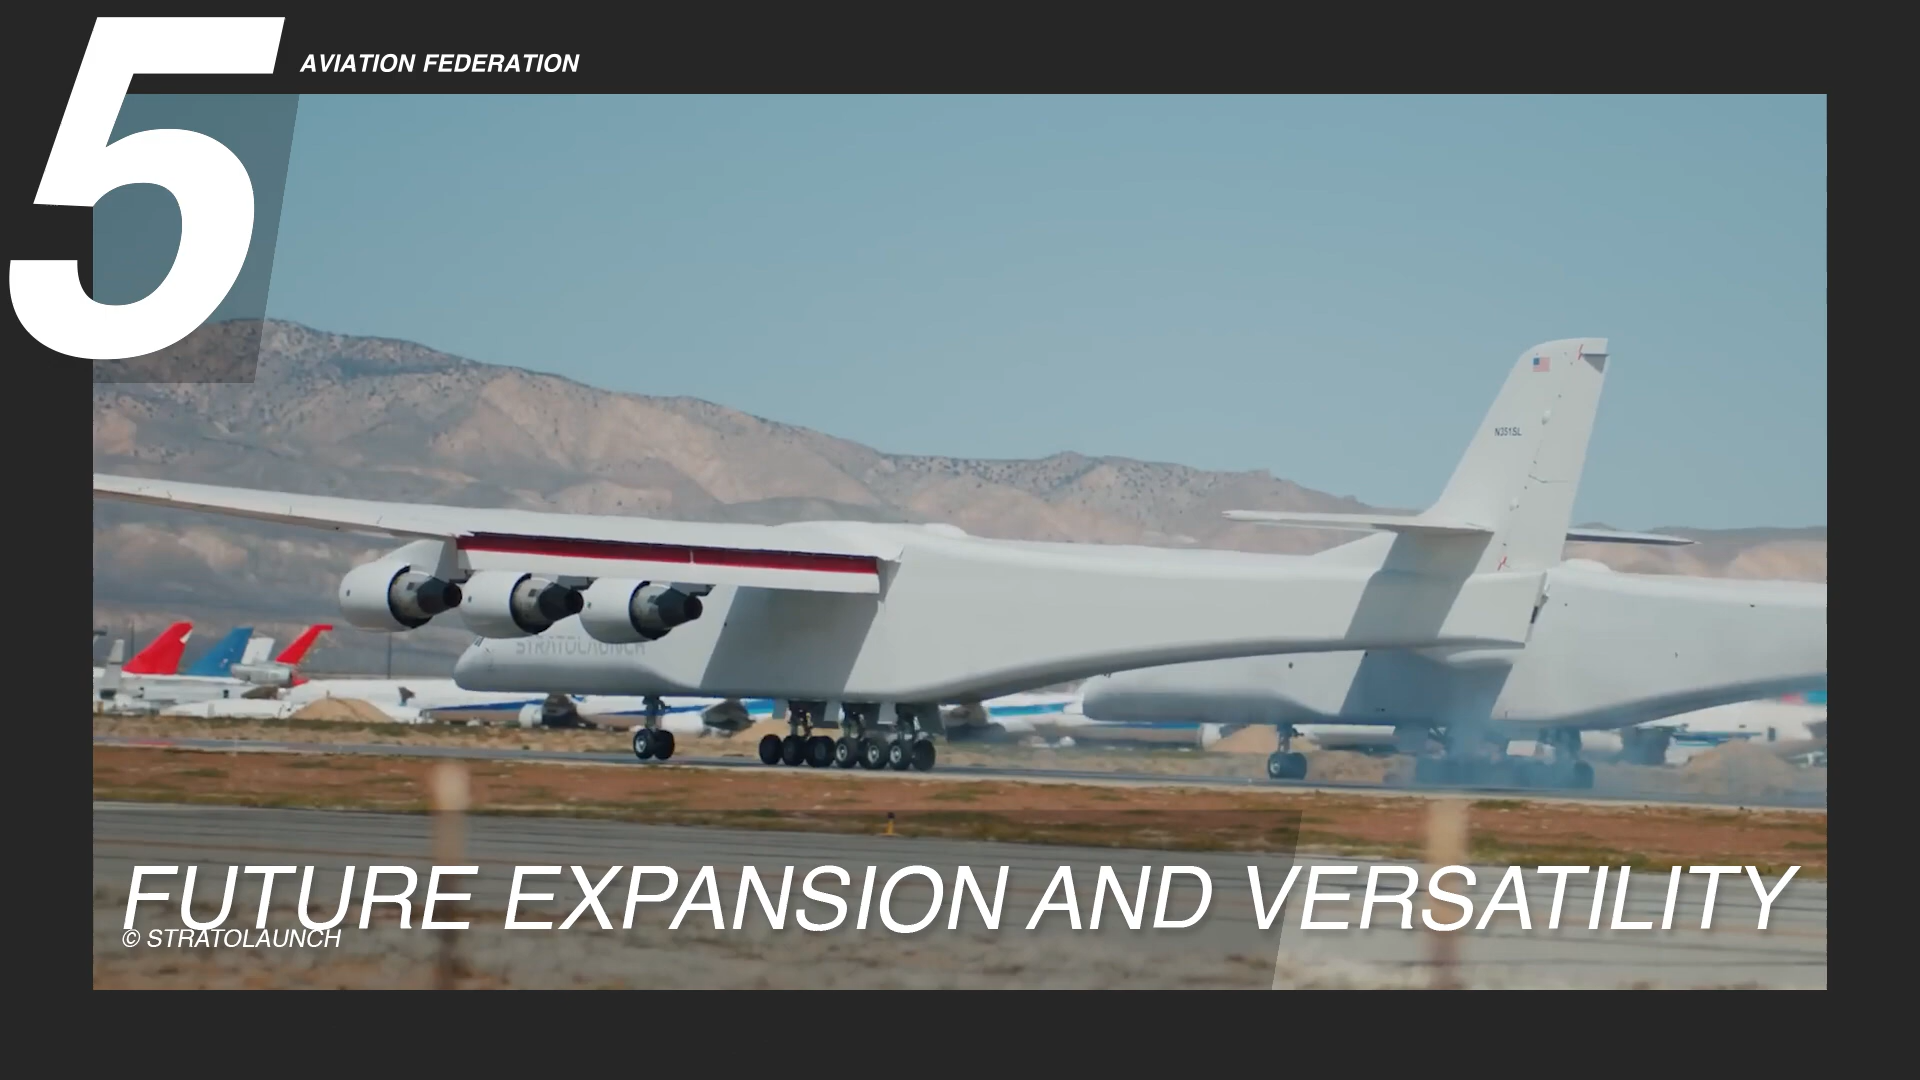 5
AVIATION FEDERATION
N351SL
STRATOLAUNCH
FUTURE EXPANSION AND VERSATILITY
© STRATOLAUNCH